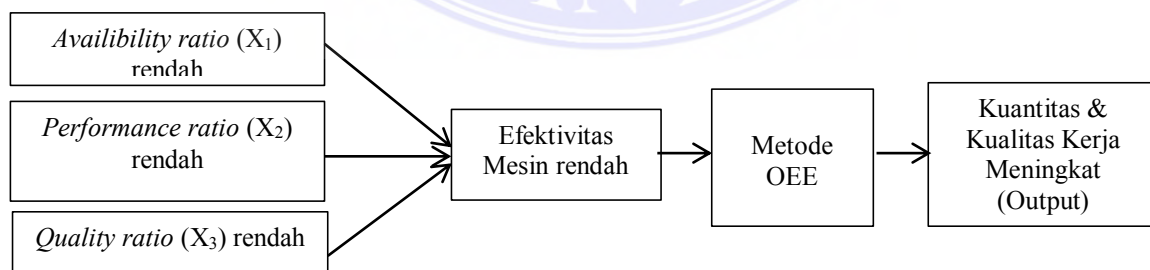 Availibility ratio (X₁)
rendah
Performance ratio (X₂)
rendah
Quality ratio (X₃) rendah
Efektivitas
Mesin rendah
Metode
OEE
Kuantitas &
Kualitas Kerja
Meningkat
(Output)